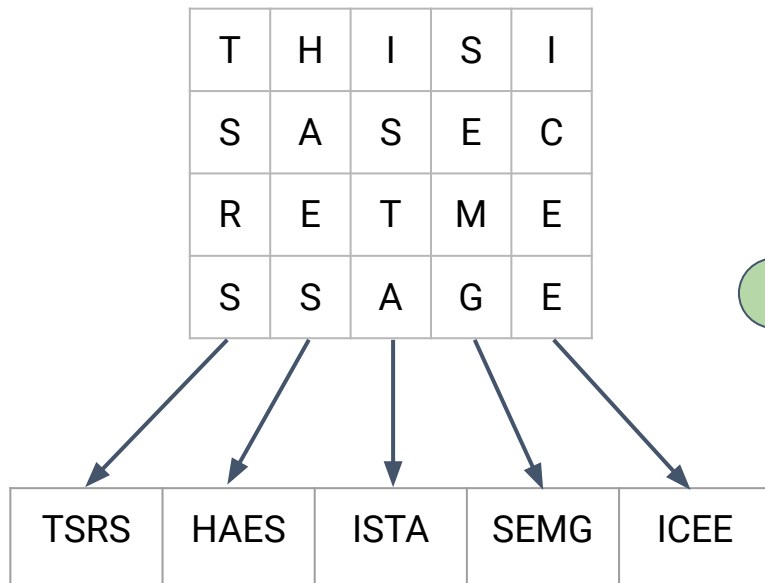 T H I S I
S A S E C
R E T M E
S S A G E
TSRS HAES ISTA SEMG ICEE